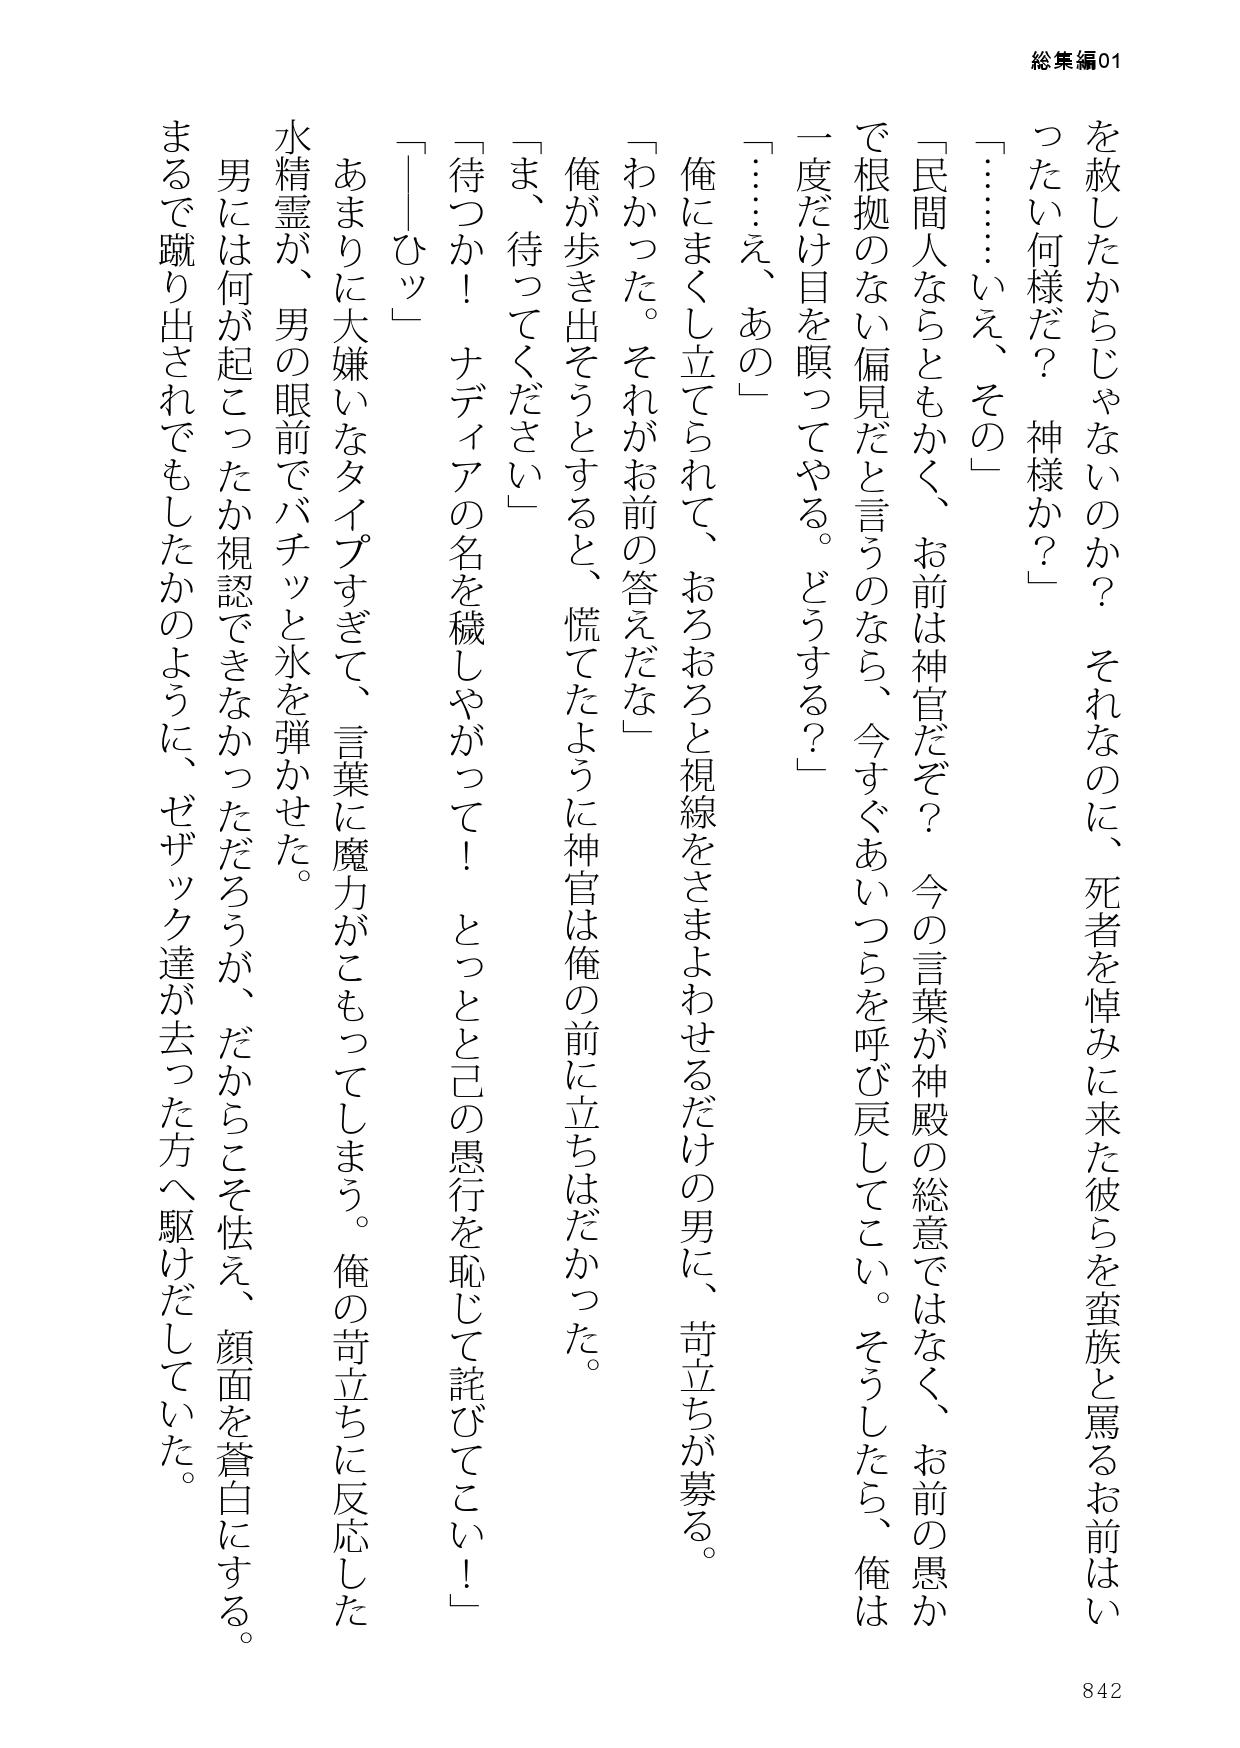 総集編01
を赦したからじゃないのか？　それなのに、死者を悼みに来た彼らを蛮族と罵るお前はい
ったい何様だ？　神様か？」
「………いえ、その」
「民間人ならともかく、お前は神官だぞ？　今の言葉が神殿の総意ではなく、お前の愚か
で根拠のない偏見だと言うのなら、今すぐあいつらを呼び戻してこい。そうしたら、俺は
一度だけ目を瞑ってやる。どうする？」
「……え、あの」
　俺にまくし立てられて、おろおろと視線をさまよわせるだけの男に、苛立ちが募る。
「わかった。それがお前の答えだな」
　俺が歩き出そうとすると、慌てたように神官は俺の前に立ちはだかった。
「ま、待ってください」
「待つか！　ナディアの名を穢しやがって！　とっとと己の愚行を恥じて詫びてこい！」
「――ひッ」
　あまりに大嫌いなタイプすぎて、言葉に魔力がこもってしまう。俺の苛立ちに反応した
水精霊が、男の眼前でバチッと氷を弾かせた。
　男には何が起こったか視認できなかっただろうが、だからこそ怯え、顔面を蒼白にする。
まるで蹴り出されでもしたかのように、ゼザック達が去った方へ駆けだしていた。
842